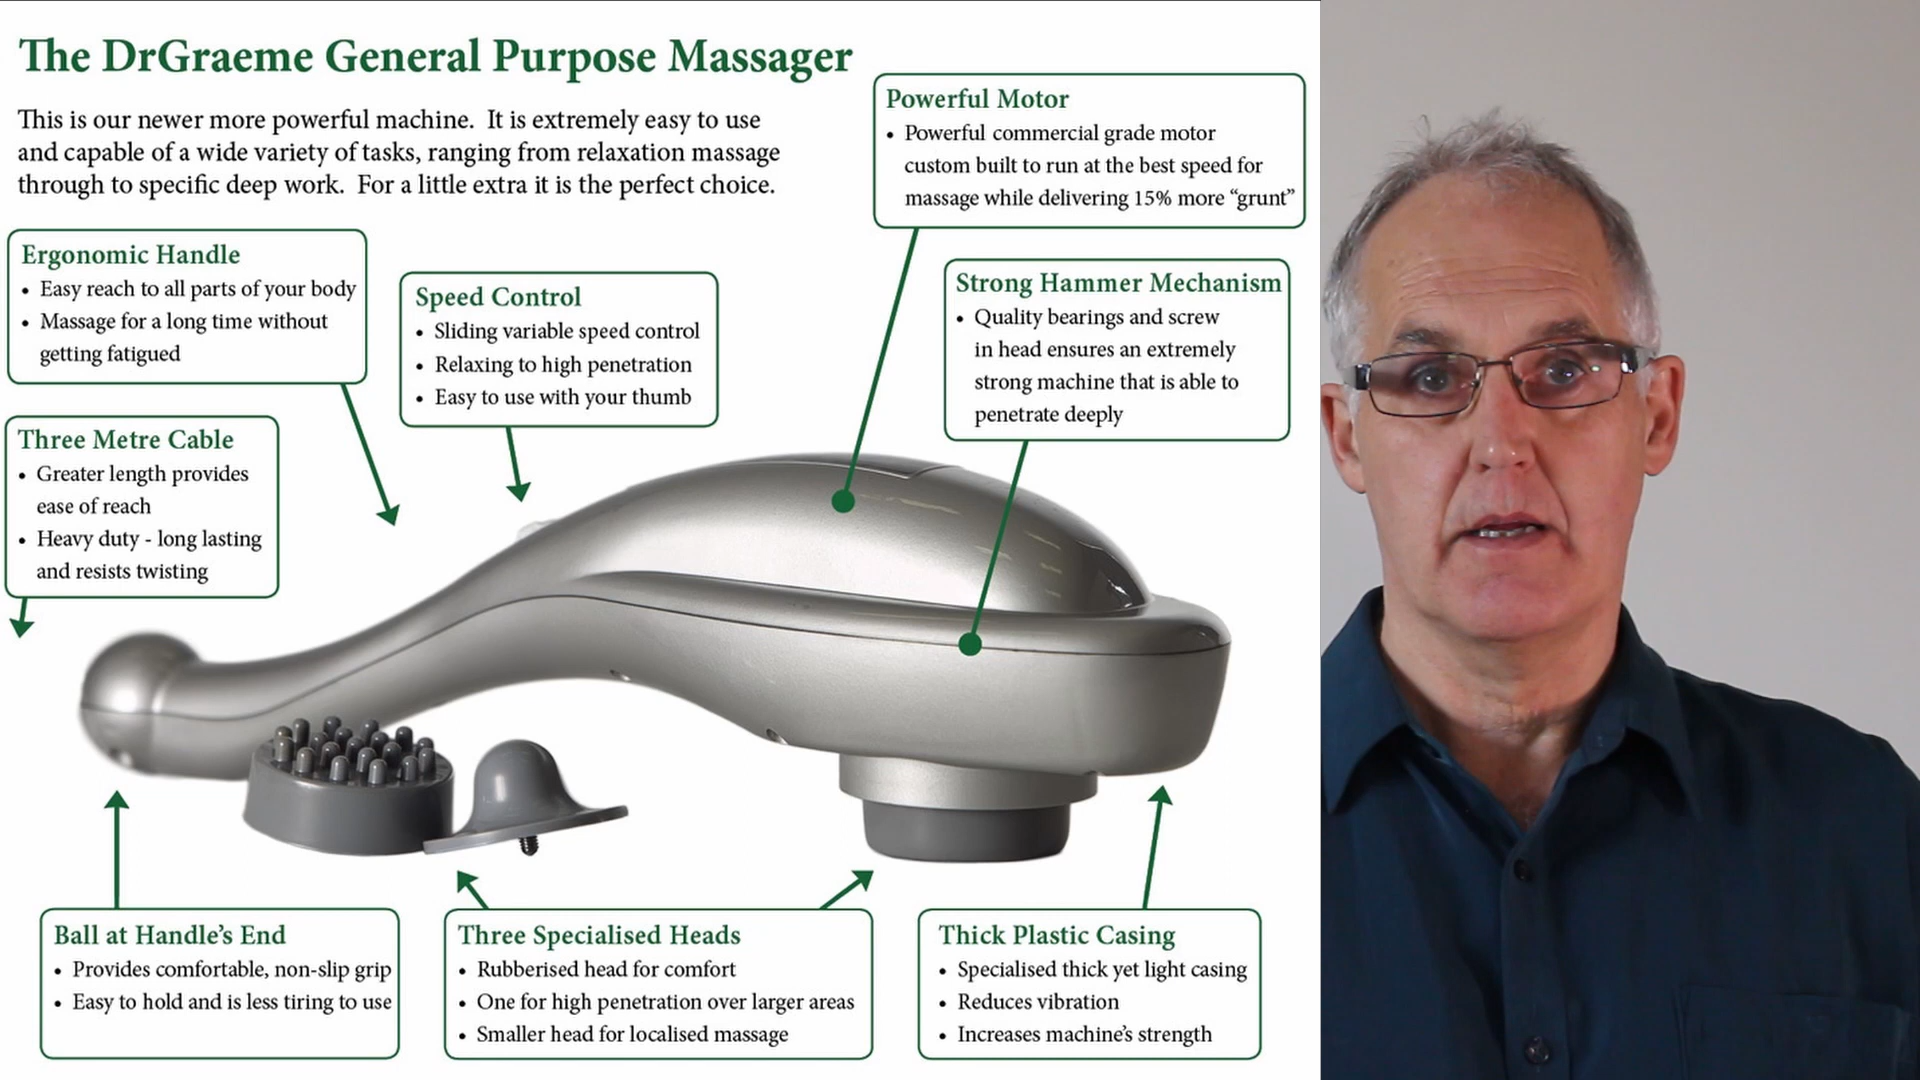 The DrGraeme General Purpose Massager
This is our newer more powerful machine.  It is extremely easy to use
and capable of a wide variety of tasks, ranging from relaxation massage
through to specific deep work.  For a little extra it is the perfect choice.
Powerful Motor
• Powerful commercial grade motor
custom built to run at the best speed for
massage while delivering 15% more “grunt”
Ergonomic Handle
• Easy reach to all parts of your body
• Massage for a long time without
getting fatigued
Speed Control
• Sliding variable speed control
• Relaxing to high penetration
• Easy to use with your thumb
Strong Hammer Mechanism
• Quality bearings and screw
in head ensures an extremely
strong machine that is able to
penetrate deeply
Three Metre Cable
• Greater length provides
ease of reach
• Heavy duty - long lasting
and resists twisting
Ball at Handle’s End
• Provides comfortable, non-slip grip
• Easy to hold and is less tiring to use
Three Specialised Heads
• Rubberised head for comfort
• One for high penetration over larger areas
• Smaller head for localised massage
Thick Plastic Casing
• Specialised thick yet light casing
• Reduces vibration
• Increases machine’s strength